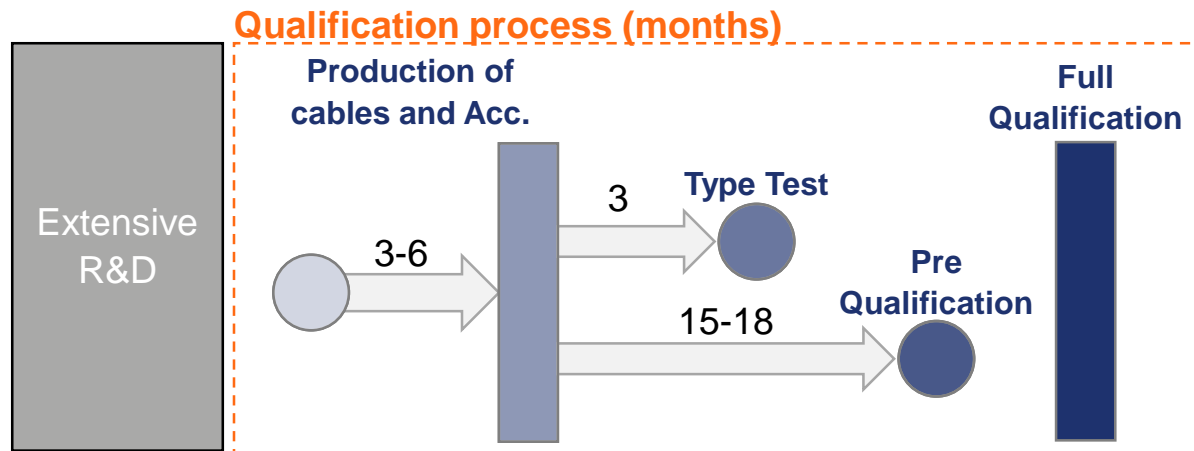 Qualification process (months)
Extensive
R&D
Production of
cables and Acc.
3-6
3
Type Test
15-18
Pre
Qualification
Full
Qualification